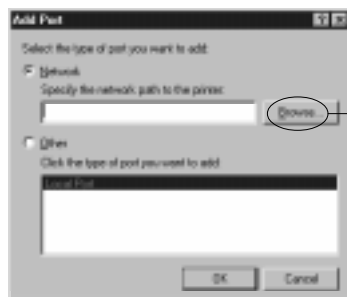 Add Port
Select the type of port you want to add:
Network
Specify the network path to the printer:
Browse...
Other
Click the type of port you want to add:
Local Port
OK
Cancel